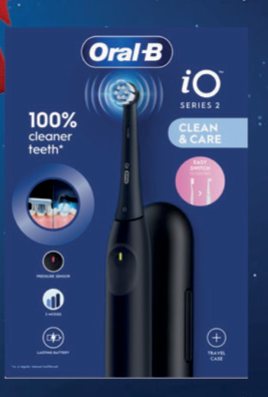 Oral-B
iO
SERIES 2
100%
cleaner
teeth*
CLEAN
& CARE
EASY
SWITCH
PRESSURE SENSOR
2 MODES
LASTING BATTERY
TRAVEL
CASE